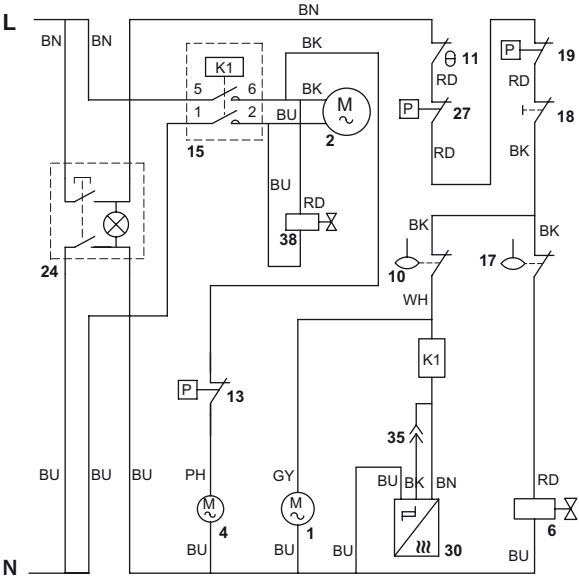 BN
L
BN BN
K1
BK
P
19
11
5 6
BK
RD
RD
M
1 2
BU
P
27
18
15
2
RD
BK
BU
RD
38
BK
BK
24
10
17
WH
K1
P
13
35
BU BU BU PH GY BU BK BN RD
M
M
4
1
30
6
BU BU BU BU
N